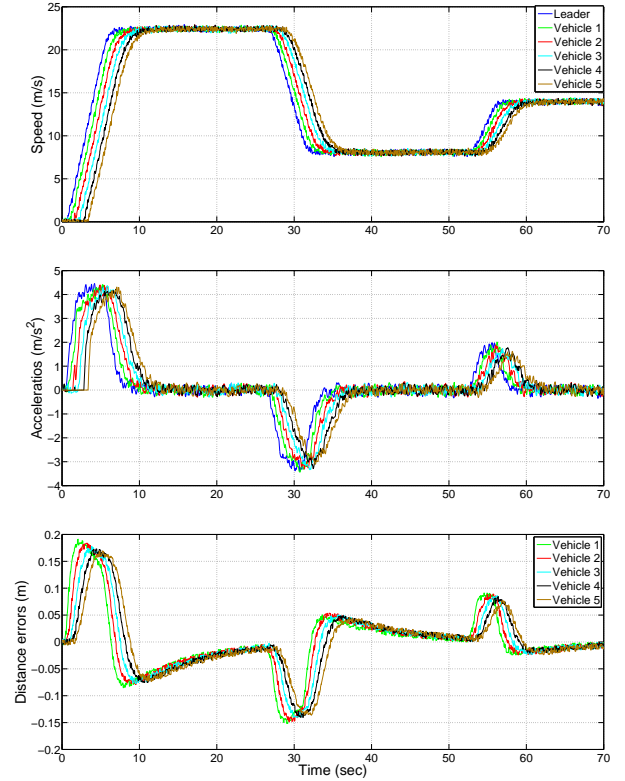 25
20
15
10
5
0
Speed (m/s)
Leader
Vehicle 1
Vehicle 2
Vehicle 3
Vehicle 4
Vehicle 5
0 10 20 30 40 50 60 70
5
4
3
2
1
0
−1
−2
−3
−4
Acceleratios (m/s²)
0 10 20 30 40 50 60 70
0.2
0.15
0.1
0.05
0
−0.05
−0.1
−0.15
−0.2
Distance errors (m)
Vehicle 1
Vehicle 2
Vehicle 3
Vehicle 4
Vehicle 5
0 10 20 30 40 50 60 70
Time (sec)